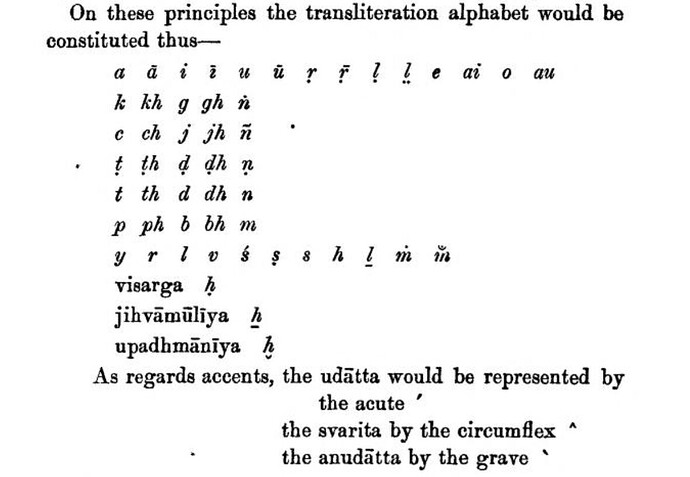 On these principles the transliteration alphabet would be
constituted thus—
a ā i ī u ū ṛ ṝ ḷ l̤ e ai o au
k kh g gh ṅ
c ch j jh ñ
ṭ ṭh ḍ ḍh ṇ
t th d dh n
p ph b bh m
y r l v ś ṣ s h ḻ ṁ m̐
visarga ḥ
jihvāmūlīya ẖ
upadhmānīya ḫ
As regards accents, the udātta would be represented by
the acute ´
the svarita by the circumflex ^
the anudātta by the grave `